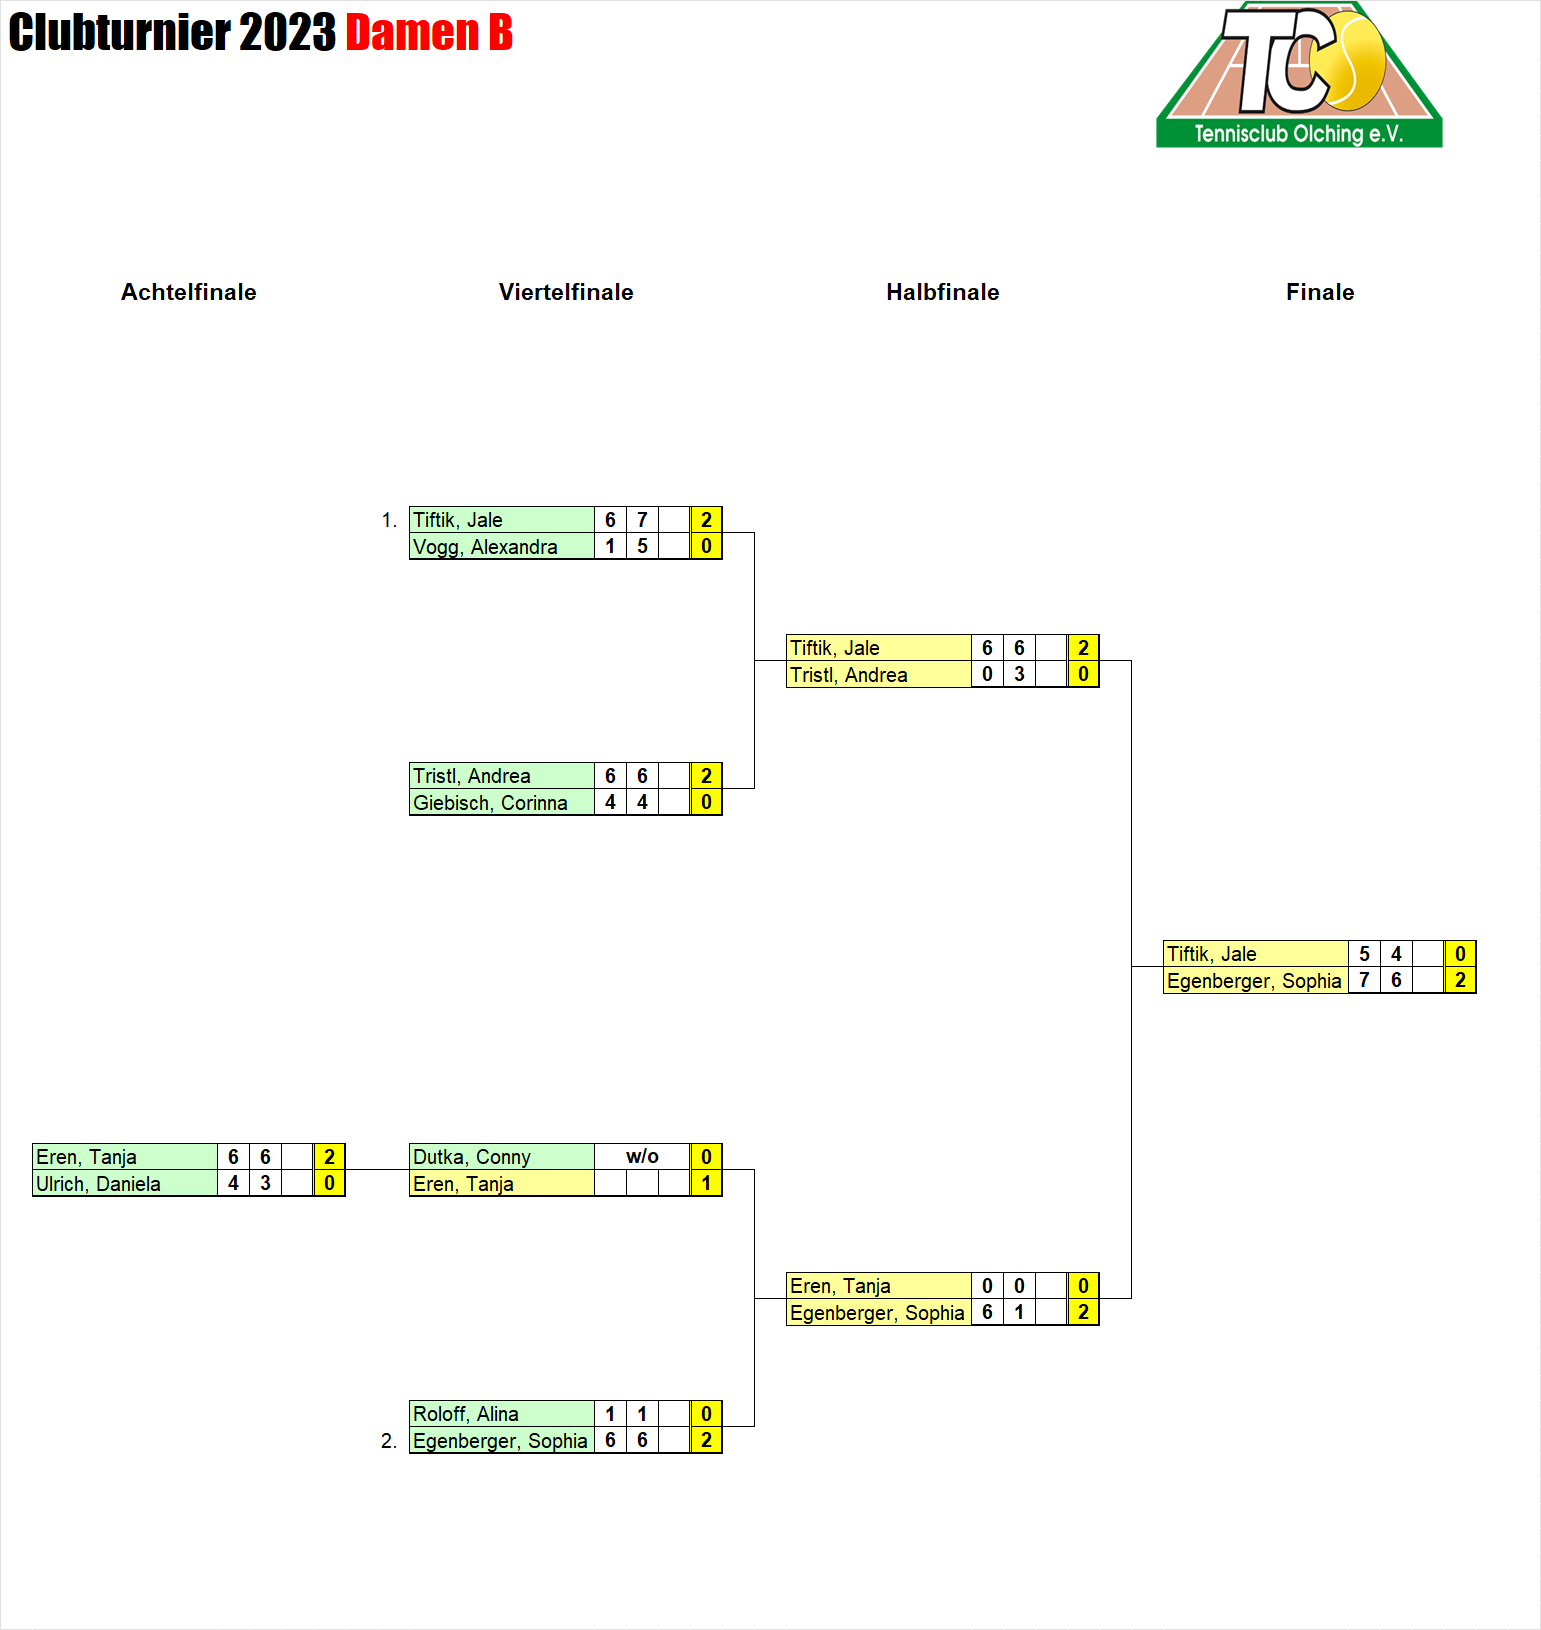 Clubturnier 2023 Damen B
TCO
Tennisclub Olching e.V.
Achtelfinale Viertelfinale Halbfinale Finale
1. Tiftik, Jale 6 7 2
Vogg, Alexandra 1 5 0
Tiftik, Jale 6 6 2
Tristl, Andrea 0 3 0
Tristl, Andrea 6 6 2
Giebisch, Corinna 4 4 0
Tiftik, Jale 5 4 0
Egenberger, Sophia 7 6 2
Eren, Tanja 6 6 2 Dutka, Conny w/o 0
Ulrich, Daniela 4 3 0 Eren, Tanja 1
Eren, Tanja 0 0 0
Egenberger, Sophia 6 1 2
Roloff, Alina 1 1 0
2. Egenberger, Sophia 6 6 2